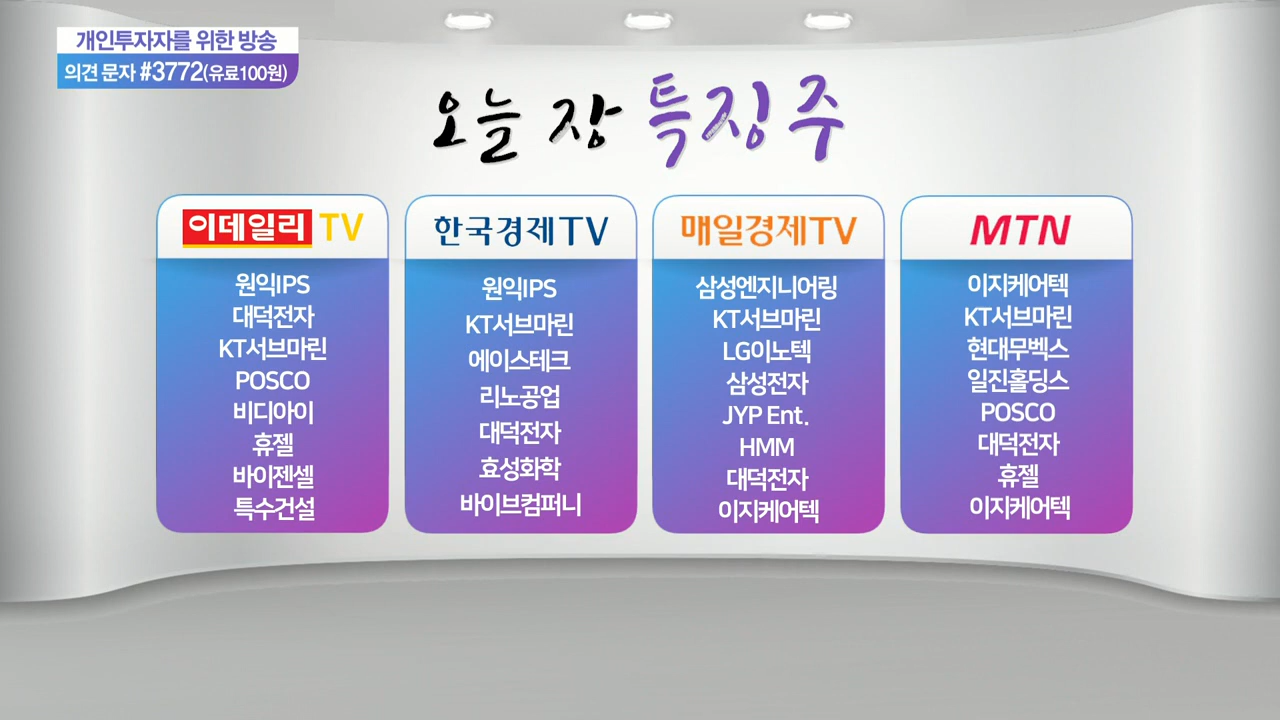 개인투자자를 위한 방송
의견 문자 #3772(유료100원)
오늘 장 특징주
이데일리 TV
원익IPS
대덕전자
KT서브마린
POSCO
비디아이
휴젤
바이젠셀
특수건설
한국경제TV
원익IPS
KT서브마린
에이스테크
리노공업
대덕전자
효성화학
바이브컴퍼니
매일경제TV
삼성엔지니어링
KT서브마린
LG이노텍
삼성전자
JYP Ent.
HMM
대덕전자
이지케어텍
MTN
이지케어텍
KT서브마린
현대무벡스
일진홀딩스
POSCO
대덕전자
휴젤
이지케어텍